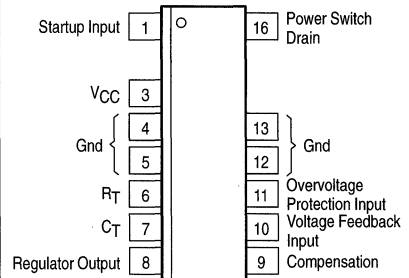 Startup Input 1
16 Power Switch
Drain
VCC 3
4
13
Gnd
Gnd
5
12
RT 6
11 Overvoltage
Protection Input
CT 7
10 Voltage Feedback
Input
Regulator Output 8
9 Compensation